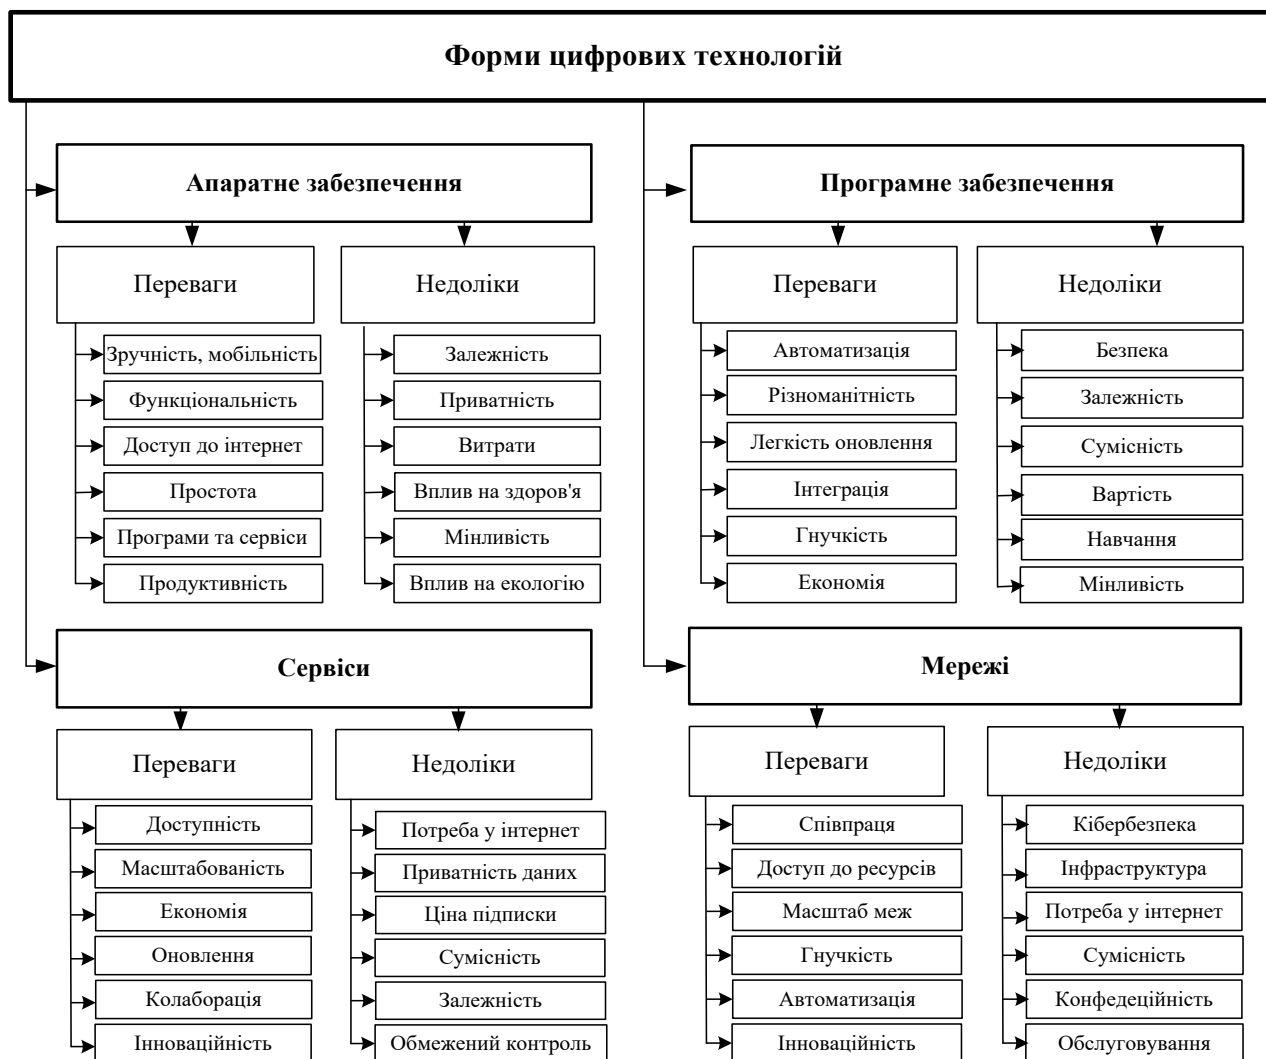 Форми цифрових технологій
Апаратне забезпечення
Переваги
Зручність, мобільність
Функціональність
Доступ до інтернет
Простота
Програми та сервіси
Продуктивність
Недоліки
Залежність
Приватність
Витрати
Вплив на здоров'я
Мінливість
Вплив на екологію
Програмне забезпечення
Переваги
Автоматизація
Різноманітність
Легкість оновлення
Інтеграція
Гнучкість
Економія
Недоліки
Безпека
Залежність
Сумісність
Вартість
Навчання
Мінливість
Сервіси
Переваги
Доступність
Масштабованість
Економія
Оновлення
Колаборація
Інноваційність
Недоліки
Потреба у інтернет
Приватність даних
Ціна підписки
Сумісність
Залежність
Обмежений контроль
Мережі
Переваги
Співпраця
Доступ до ресурсів
Масштаб меж
Гнучкість
Автоматизація
Інноваційність
Недоліки
Кібербезпека
Інфраструктура
Потреба у інтернет
Сумісність
Конфедеційність
Обслуговування